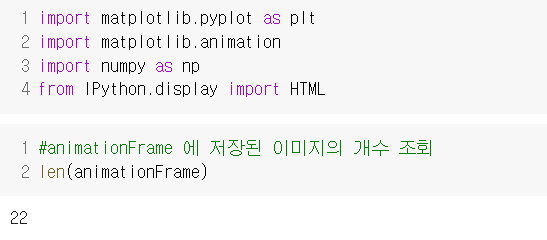 1 import matplotlib.pyplot as plt
2 import matplotlib.animation
3 import numpy as np
4 from IPython.display import HTML
1 #animationFrame 에 저장된 이미지의 개수 조회
2 len(animationFrame)
22